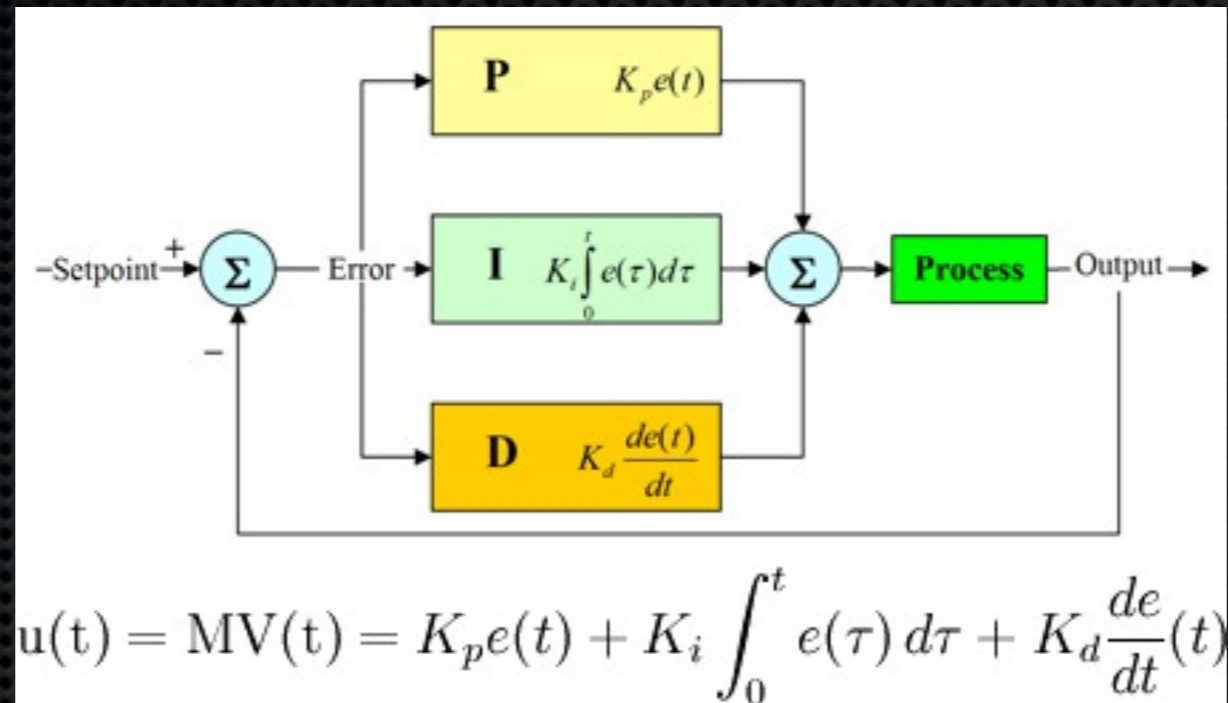 P K_p e(t)
+
Setpoint Σ Error I K_i ∫_0^t e(τ)dτ Σ Process Output
−
D K_d de(t)/dt
u(t) = MV(t) = K_p e(t) + K_i ∫_0^t e(τ) dτ + K_d de/dt (t)